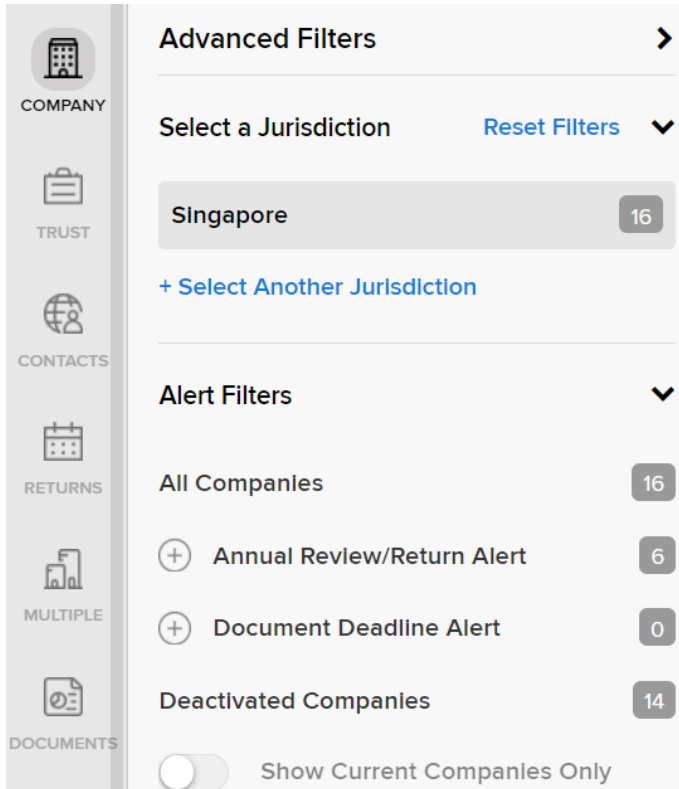 COMPANY
TRUST
CONTACTS
RETURNS
MULTIPLE
DOCUMENTS
Advanced Filters
Select a Jurisdiction Reset Filters
Singapore 16
+ Select Another Jurisdiction
Alert Filters
All Companies 16
Annual Review/Return Alert 6
Document Deadline Alert 0
Deactivated Companies 14
Show Current Companies Only